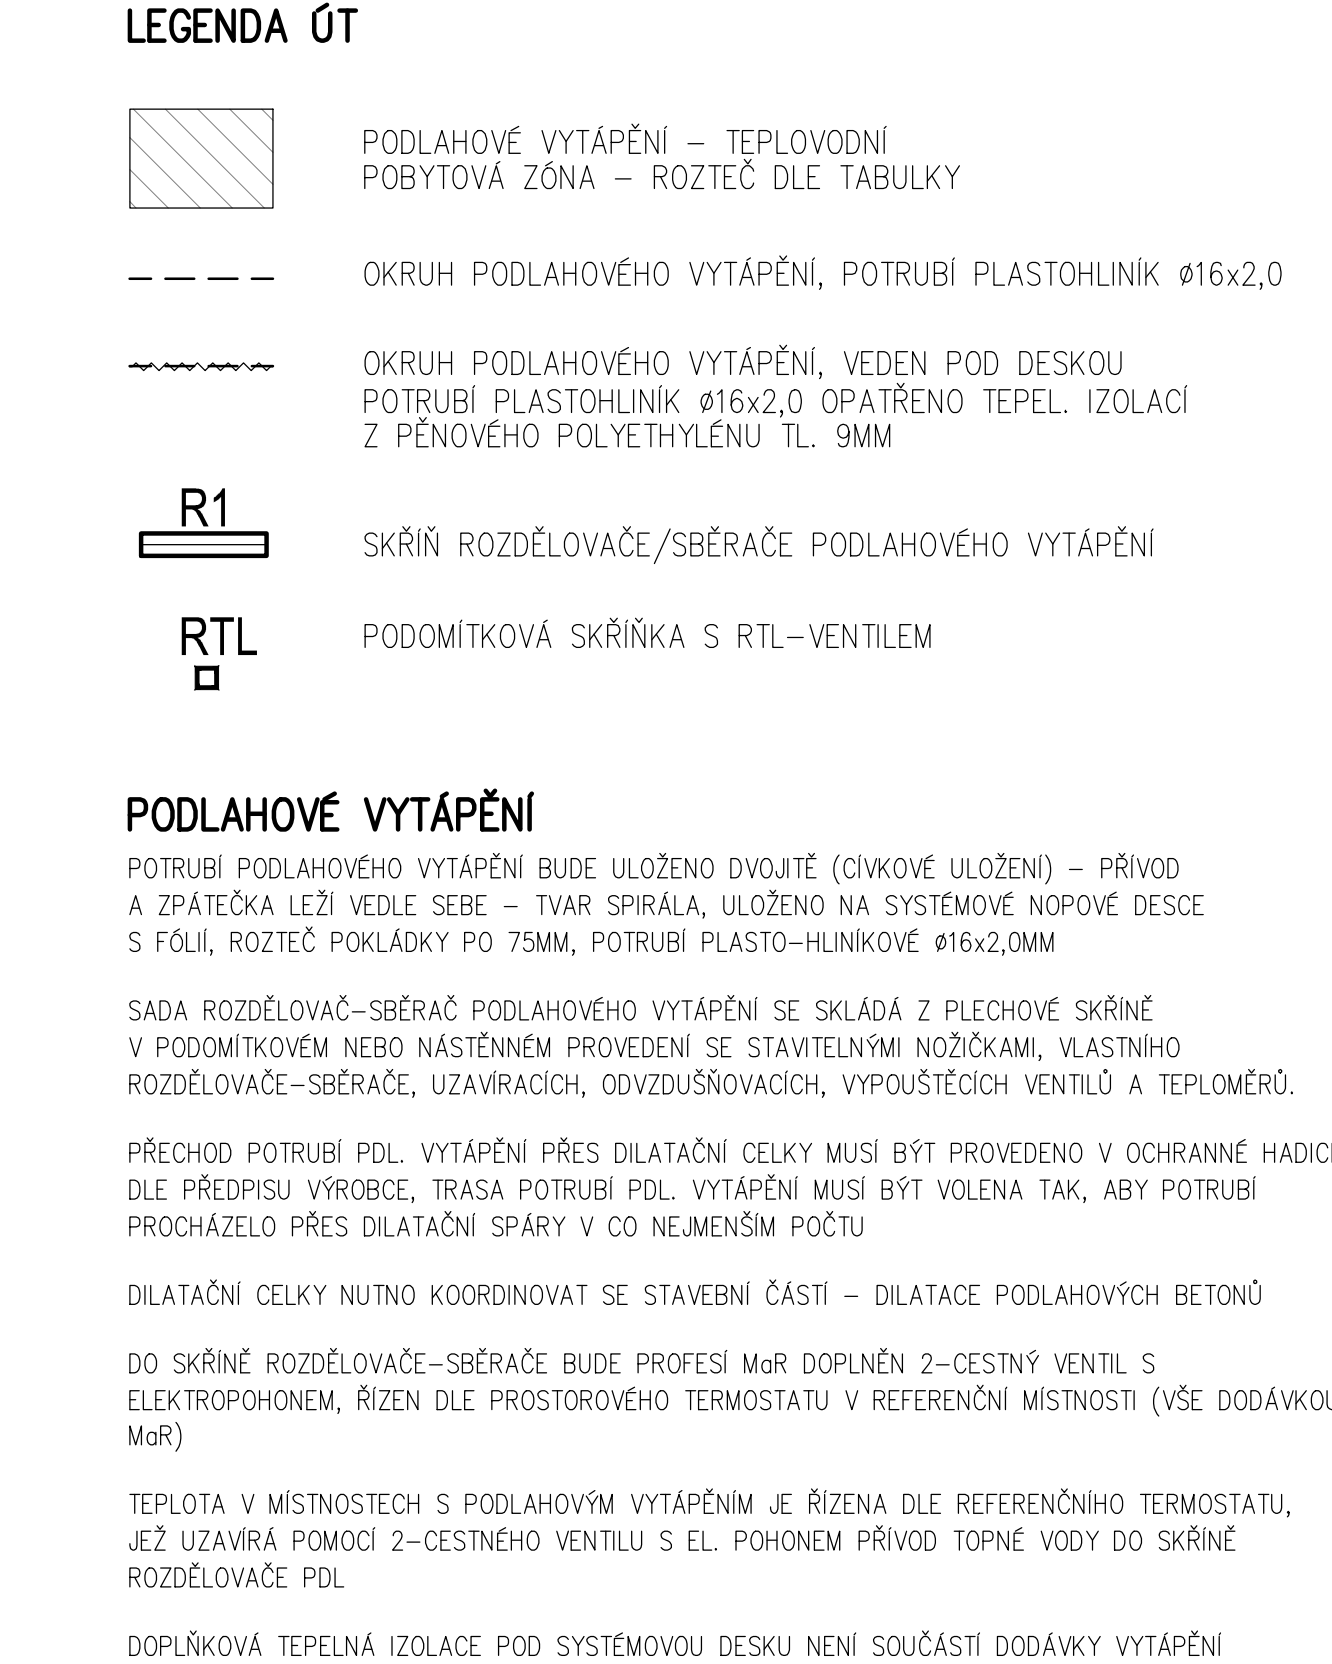 LEGENDA ÚT
PODLAHOVÉ VYTÁPĚNÍ – TEPLOVODNÍ
POBYTOVÁ ZÓNA – ROZTEČ DLE TABULKY
OKRUH PODLAHOVÉHO VYTÁPĚNÍ, POTRUBÍ PLASTOHLINÍK ø16x2,0
OKRUH PODLAHOVÉHO VYTÁPĚNÍ, VEDEN POD DESKOU
POTRUBÍ PLASTOHLINÍK ø16x2,0 OPATŘENO TEPEL. IZOLACÍ
Z PĚNOVÉHO POLYETHYLÉNU TL. 9MM
R1
SKŘÍŇ ROZDĚLOVAČE/SBĚRAČE PODLAHOVÉHO VYTÁPĚNÍ
RTL
PODOMÍTKOVÁ SKŘÍŇKA S RTL–VENTILEM
PODLAHOVÉ VYTÁPĚNÍ
POTRUBÍ PODLAHOVÉHO VYTÁPĚNÍ BUDE ULOŽENO DVOJITĚ (CÍVKOVÉ ULOŽENÍ) – PŘÍVOD
A ZPÁTEČKA LEŽÍ VEDLE SEBE – TVAR SPIRÁLA, ULOŽENO NA SYSTÉMOVÉ NOPOVÉ DESCE
S FÓLIÍ, ROZTEČ POKLÁDKY PO 75MM, POTRUBÍ PLASTO–HLINÍKOVÉ ø16x2,0MM
SADA ROZDĚLOVAČ–SBĚRAČ PODLAHOVÉHO VYTÁPĚNÍ SE SKLÁDÁ Z PLECHOVÉ SKŘÍNĚ
V PODOMÍTKOVÉM NEBO NÁSTĚNNÉM PROVEDENÍ SE STAVITELNÝMI NOŽIČKAMI, VLASTNÍHO
ROZDĚLOVAČE–SBĚRAČE, UZAVÍRACÍCH, ODVZDUŠŇOVACÍCH, VYPOUŠTĚCÍCH VENTILŮ A TEPLOMĚRŮ.
PŘECHOD POTRUBÍ PDL. VYTÁPĚNÍ PŘES DILATAČNÍ CELKY MUSÍ BÝT PROVEDENO V OCHRANNÉ HADICI
DLE PŘEDPISU VÝROBCE, TRASA POTRUBÍ PDL. VYTÁPĚNÍ MUSÍ BÝT VOLENA TAK, ABY POTRUBÍ
PROCHÁZELO PŘES DILATAČNÍ SPÁRY V CO NEJMENŠÍM POČTU
DILATAČNÍ CELKY NUTNO KOORDINOVAT SE STAVEBNÍ ČÁSTÍ – DILATACE PODLAHOVÝCH BETONŮ
DO SKŘÍNĚ ROZDĚLOVAČE–SBĚRAČE BUDE PROFESÍ MaR DOPLNĚN 2–CESTNÝ VENTIL S
ELEKTROPOHONEM, ŘÍZEN DLE PROSTOROVÉHO TERMOSTATU V REFERENČNÍ MÍSTNOSTI (VŠE DODÁVKOU
MaR)
TEPLOTA V MÍSTNOSTECH S PODLAHOVÝM VYTÁPĚNÍM JE ŘÍZENA DLE REFERENČNÍHO TERMOSTATU,
JEŽ UZAVÍRÁ POMOCÍ 2–CESTNÉHO VENTILU S EL. POHONEM PŘÍVOD TOPNÉ VODY DO SKŘÍNĚ
ROZDĚLOVAČE PDL
DOPLŇKOVÁ TEPELNÁ IZOLACE POD SYSTÉMOVOU DESKU NENÍ SOUČÁSTÍ DODÁVKY VYTÁPĚNÍ